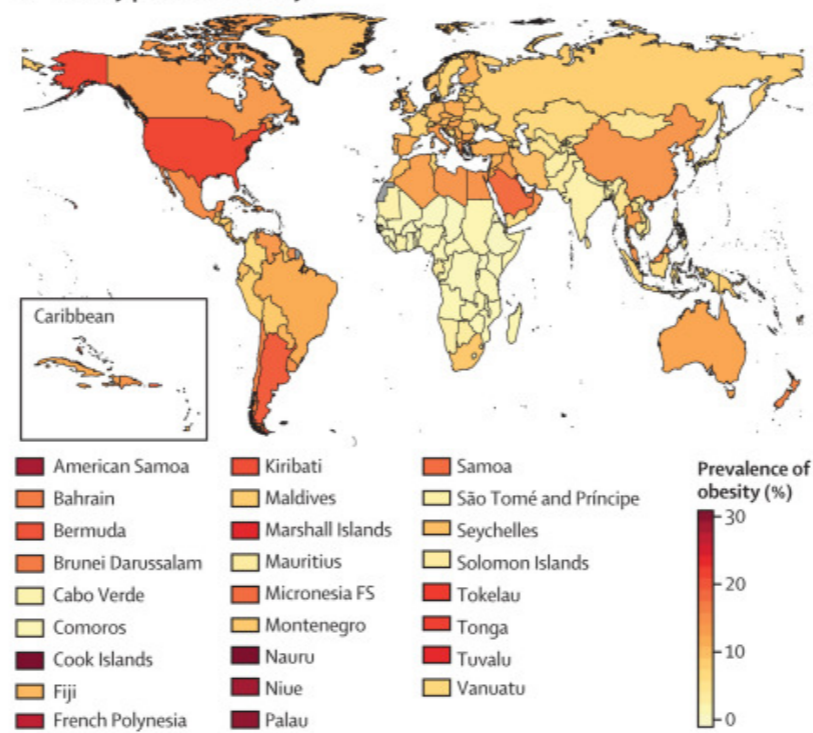 Caribbean
American Samoa
Bahrain
Bermuda
Brunei Darussalam
Cabo Verde
Comoros
Cook Islands
Fiji
French Polynesia
Kiribati
Maldives
Marshall Islands
Mauritius
Micronesia FS
Montenegro
Nauru
Niue
Palau
Samoa
São Tomé and Príncipe
Seychelles
Solomon Islands
Tokelau
Tonga
Tuvalu
Vanuatu
Prevalence of
obesity (%)
30
20
10
0